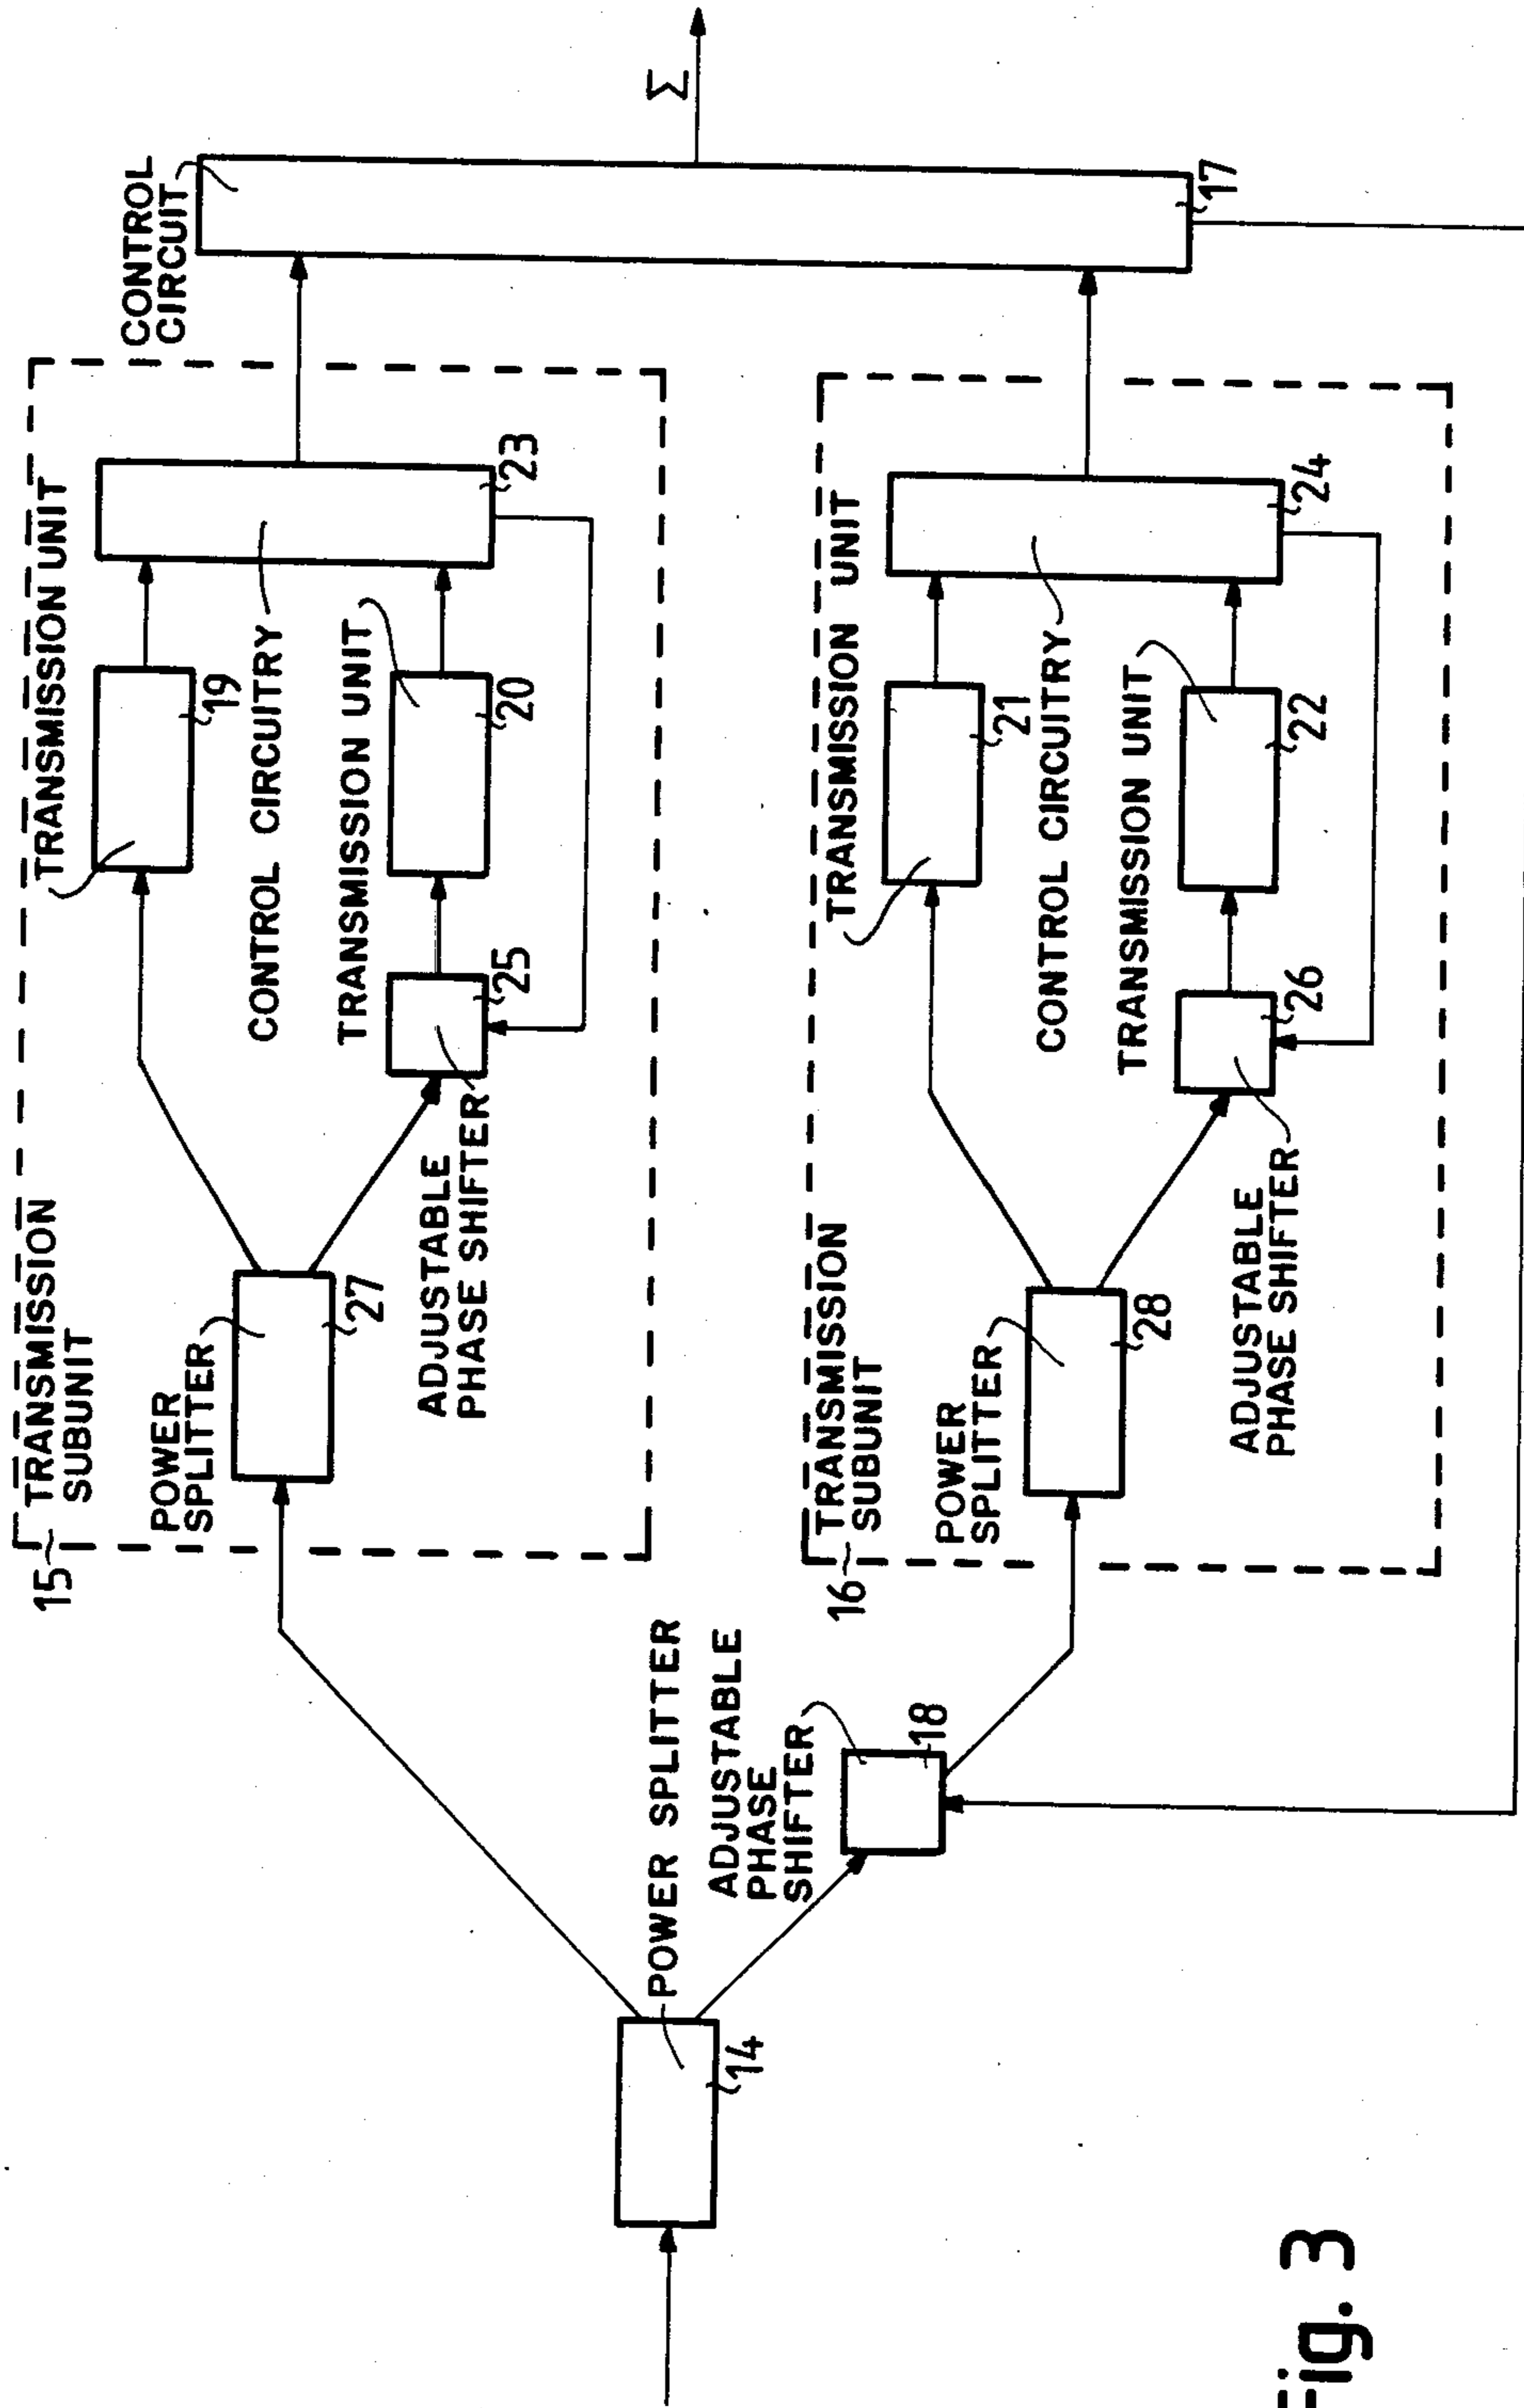 Σ
CONTROL
CIRCUIT
17
15
TRANSMISSION
SUBUNIT
TRANSMISSION UNIT
19
23
CONTROL CIRCUITRY
TRANSMISSION UNIT
20
25
POWER
SPLITTER
27
ADJUSTABLE
PHASE SHIFTER
16
TRANSMISSION
SUBUNIT
TRANSMISSION UNIT
21
24
CONTROL CIRCUITRY
TRANSMISSION UNIT
22
26
POWER
SPLITTER
28
ADJUSTABLE
PHASE SHIFTER
POWER SPLITTER
14
ADJUSTABLE
PHASE
SHIFTER
18
Fig. 3